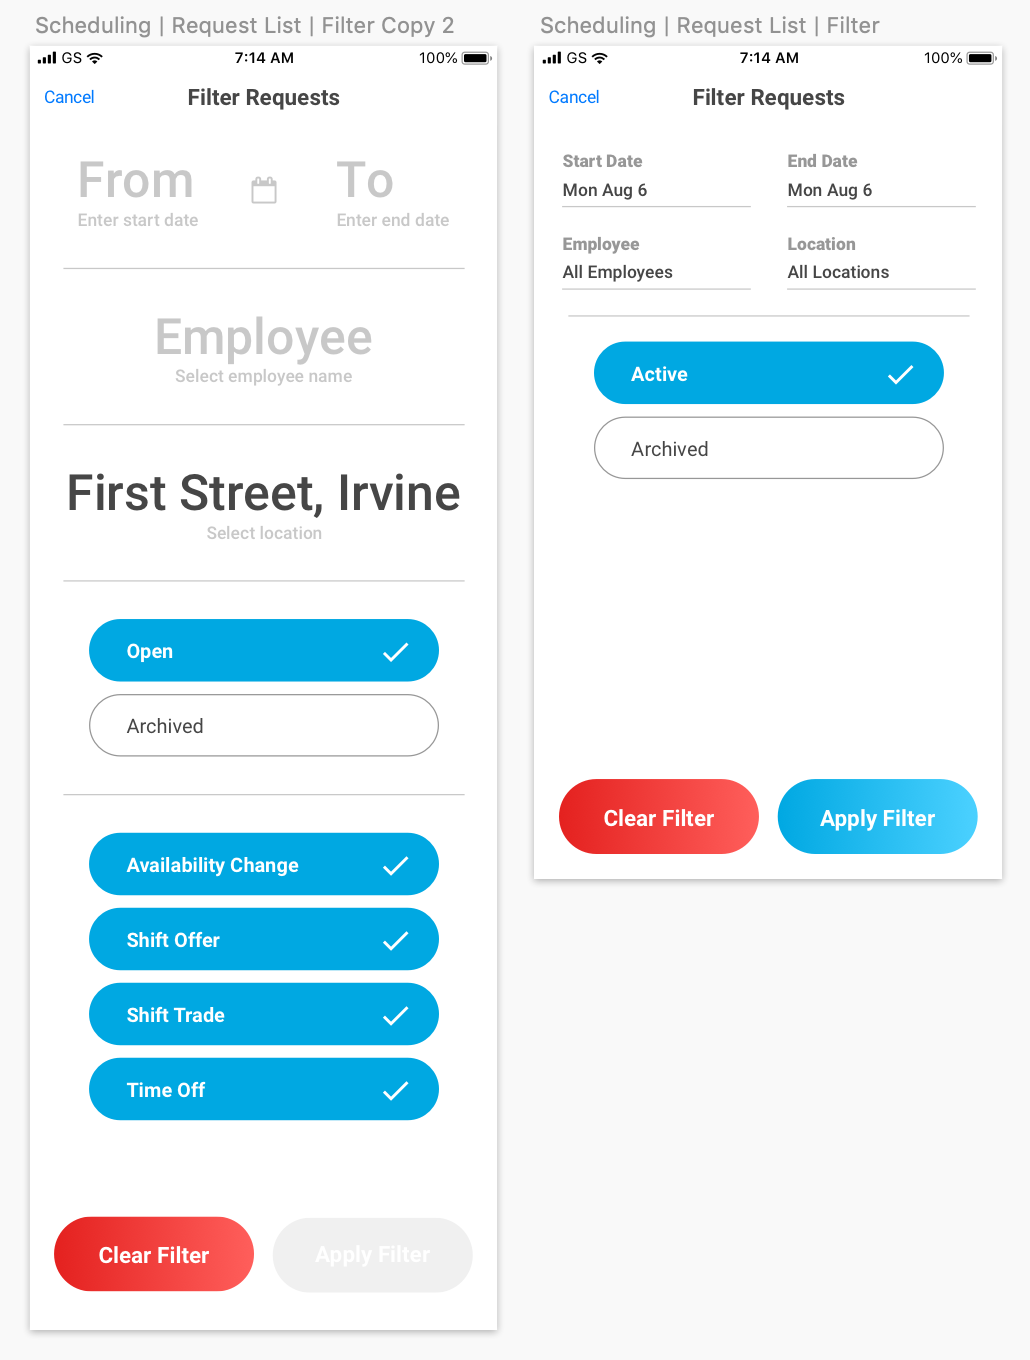 Scheduling | Request List | Filter Copy 2
GS
7:14 AM
100%
Cancel
Filter Requests
From
To
Enter start date
Enter end date
Employee
Select employee name
First Street, Irvine
Select location
Open
Archived
Availability Change
Shift Offer
Shift Trade
Time Off
Clear Filter
Apply Filter
Scheduling | Request List | Filter
GS
7:14 AM
100%
Cancel
Filter Requests
Start Date
End Date
Mon Aug 6
Mon Aug 6
Employee
Location
All Employees
All Locations
Active
Archived
Clear Filter
Apply Filter